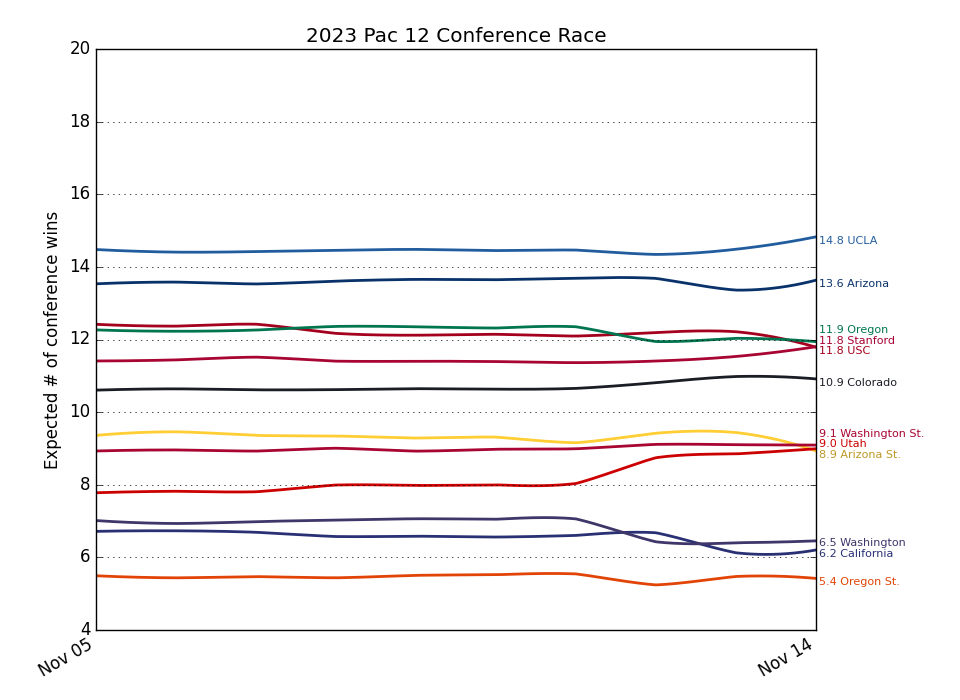 2023 Pac 12 Conference Race
Expected # of conference wins
20
18
16
14
12
10
8
6
4
Nov 05
Nov 14
14.8 UCLA
13.6 Arizona
11.9 Oregon
11.8 Stanford
11.8 USC
10.9 Colorado
9.1 Washington St.
9.0 Utah
8.9 Arizona St.
6.5 Washington
6.2 California
5.4 Oregon St.